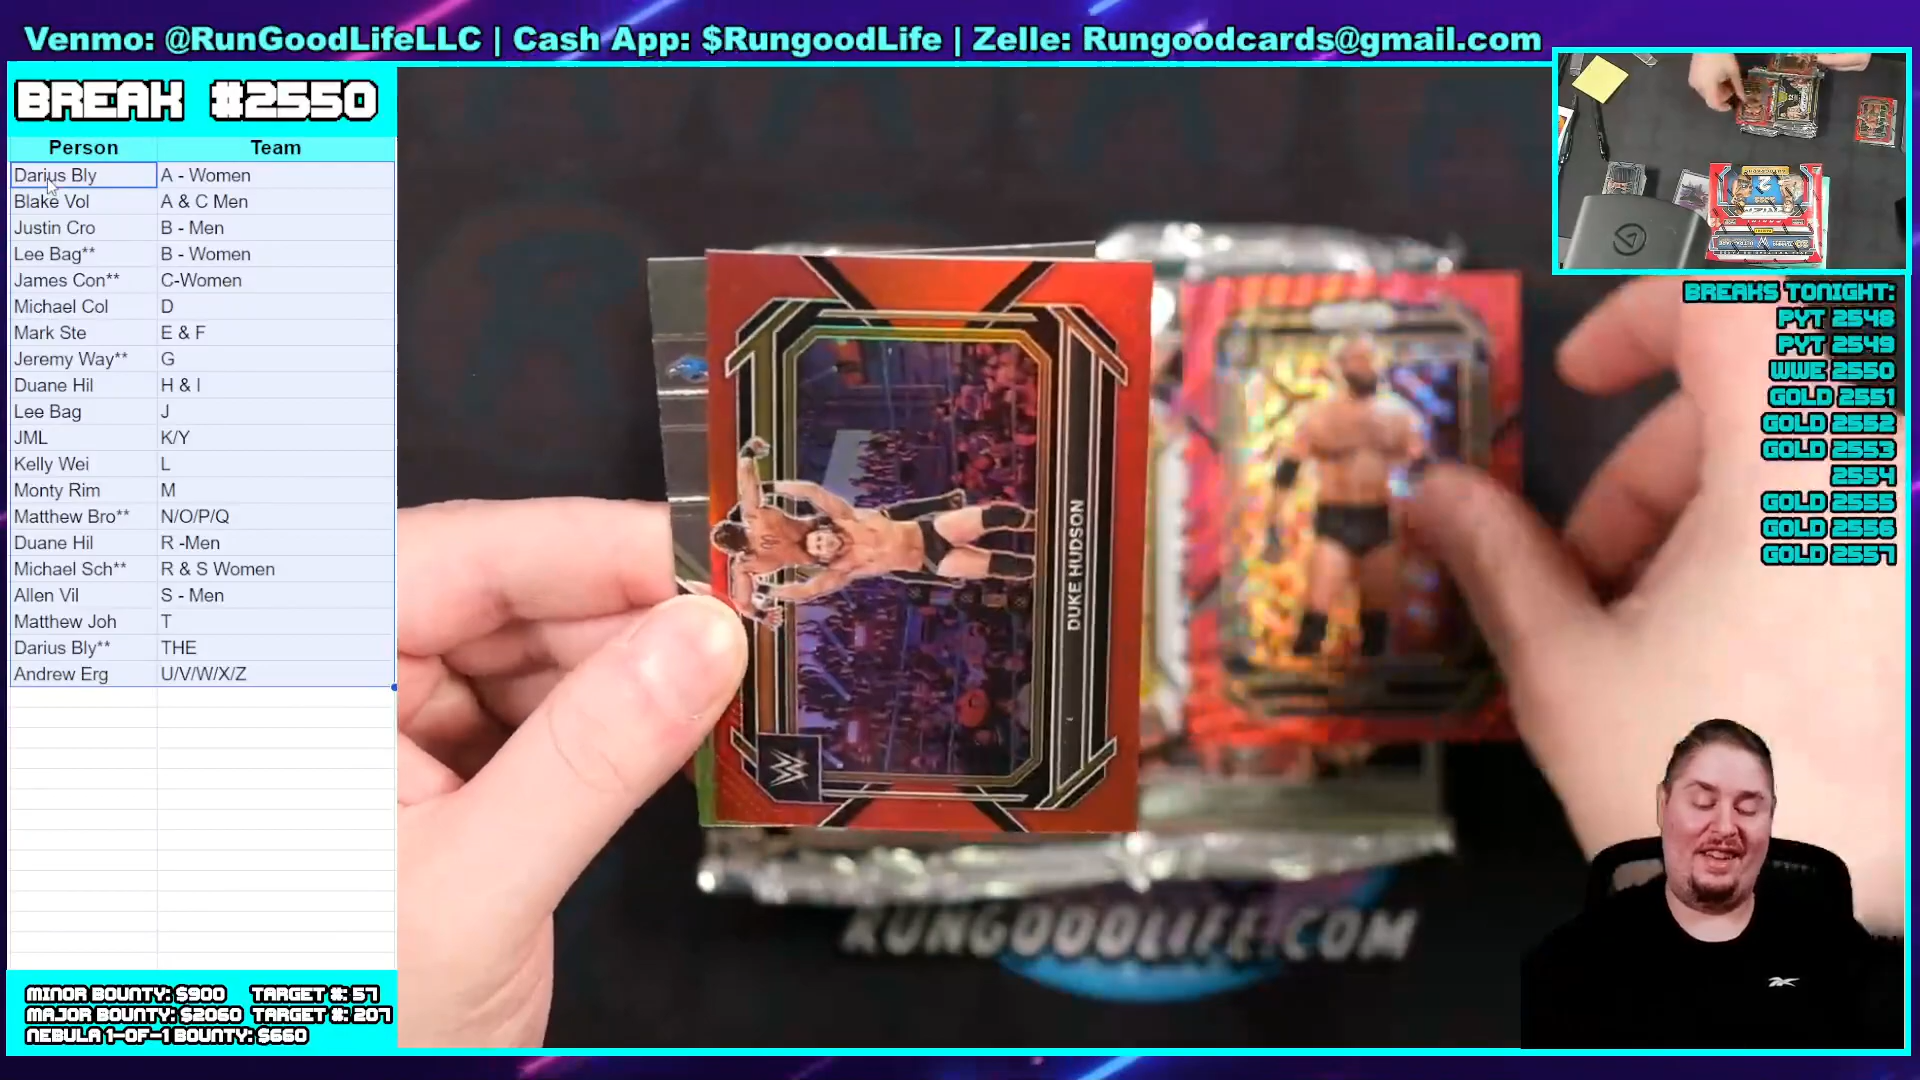 Venmo: @RunGoodLifeLLC | Cash App: $RungoodLife | Zelle: Rungoodcards@gmail.com
BREAK #2550
Person Team
Darius Bly A - Women
Blake Vol A & C Men
Justin Cro B - Men
Lee Bag** B - Women
James Con** C-Women
Michael Col D
Mark Ste E & F
Jeremy Way** G
Duane Hil H & I
Lee Bag J
JML K/Y
Kelly Wei L
Monty Rim M
Matthew Bro** N/O/P/Q
Duane Hil R -Men
Michael Sch** R & S Women
Allen Vil S - Men
Matthew Joh T
Darius Bly** THE
Andrew Erg U/V/W/X/Z
MINOR BOUNTY: $900 TARGET #: 57
MAJOR BOUNTY: $2060 TARGET #: 207
NEBULA 1-OF-1 BOUNTY: $660
DUKE HUDSON
W
RUNGOODLIFE.COM
BREAKS TONIGHT:
PYT 2548
PYT 2549
WWE 2550
GOLD 2551
GOLD 2552
GOLD 2553
2554
GOLD 2555
GOLD 2556
GOLD 2557